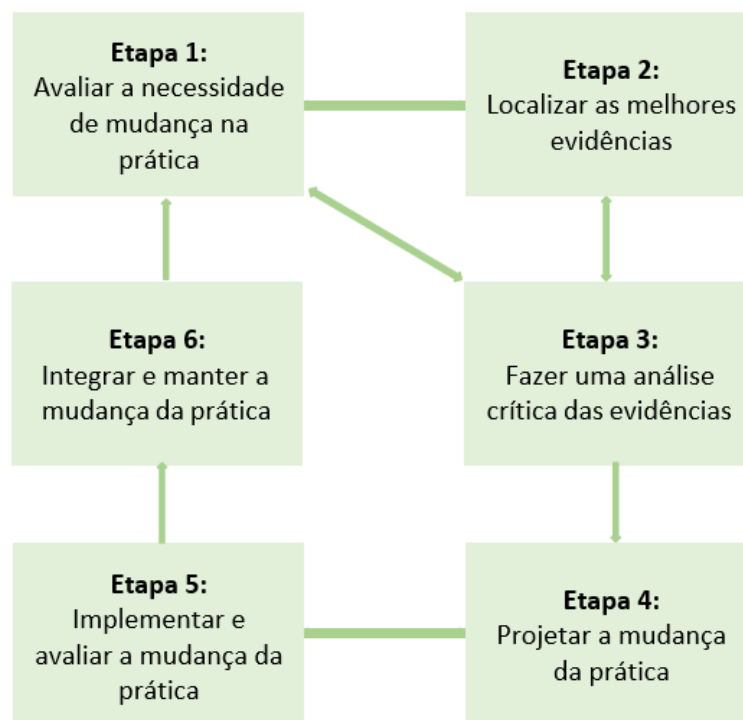 Etapa 1:
Avaliar a necessidade
de mudança na
prática
Etapa 2:
Localizar as melhores
evidências
Etapa 3:
Fazer uma análise
crítica das evidências
Etapa 4:
Projetar a mudança
da prática
Etapa 5:
Implementar e
avaliar a mudança da
prática
Etapa 6:
Integrar e manter a
mudança da prática